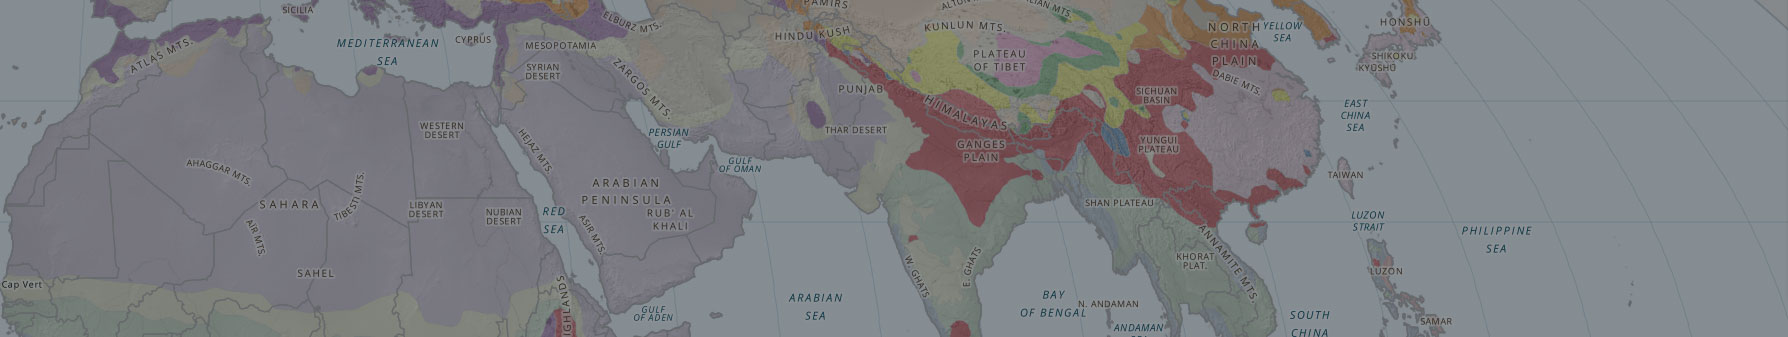 SICILIA
ATLAS MTS.
MEDITERRANEAN
SEA
CYPRUS
ELBURZ MTS.
MESOPOTAMIA
SYRIAN
DESERT
ZARGOS MTS.
PAMIRS
HINDU KUSH
KUNLUN MTS.
PLATEAU
OF TIBET
NORTH
CHINA
PLAIN
YELLOW
SEA
HONSHŪ
SHIKOKU
KYŪSHŪ
DABIE MTS.
SICHUAN
BASIN
EAST
CHINA
SEA
PUNJAB
HIMALAYAS
THAR DESERT
GANGES
PLAIN
YUNGUI
PLATEAU
WESTERN
DESERT
PERSIAN
GULF
GULF
OF OMAN
HEJAZ MTS.
AHAGGAR MTS.
SAHARA
TIBESTI MTS.
AIR MTS.
LIBYAN
DESERT
NUBIAN
DESERT
RED
SEA
ARABIAN
PENINSULA
RUB' AL
KHALI
ASIR MTS.
SHAN PLATEAU
TAIWAN
LUZON
STRAIT
PHILIPPINE
SEA
ANNAMITE MTS.
KHORAT
PLAT.
LUZON
SAHEL
Cap Vert
W. GHATS
E. GHATS
ARABIAN
SEA
GULF
OF ADEN
BAY
OF BENGAL
N. ANDAMAN
ANDAMAN
SOUTH
CHINA
SAMAR